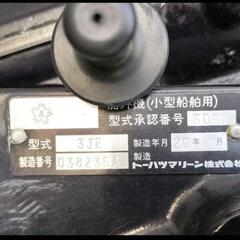 船外機(小型船舶用)
型式承認番号
型式 3JE 製造年月 26年 月
製造番号 038235A 製造 トーハツマリーン株式会社